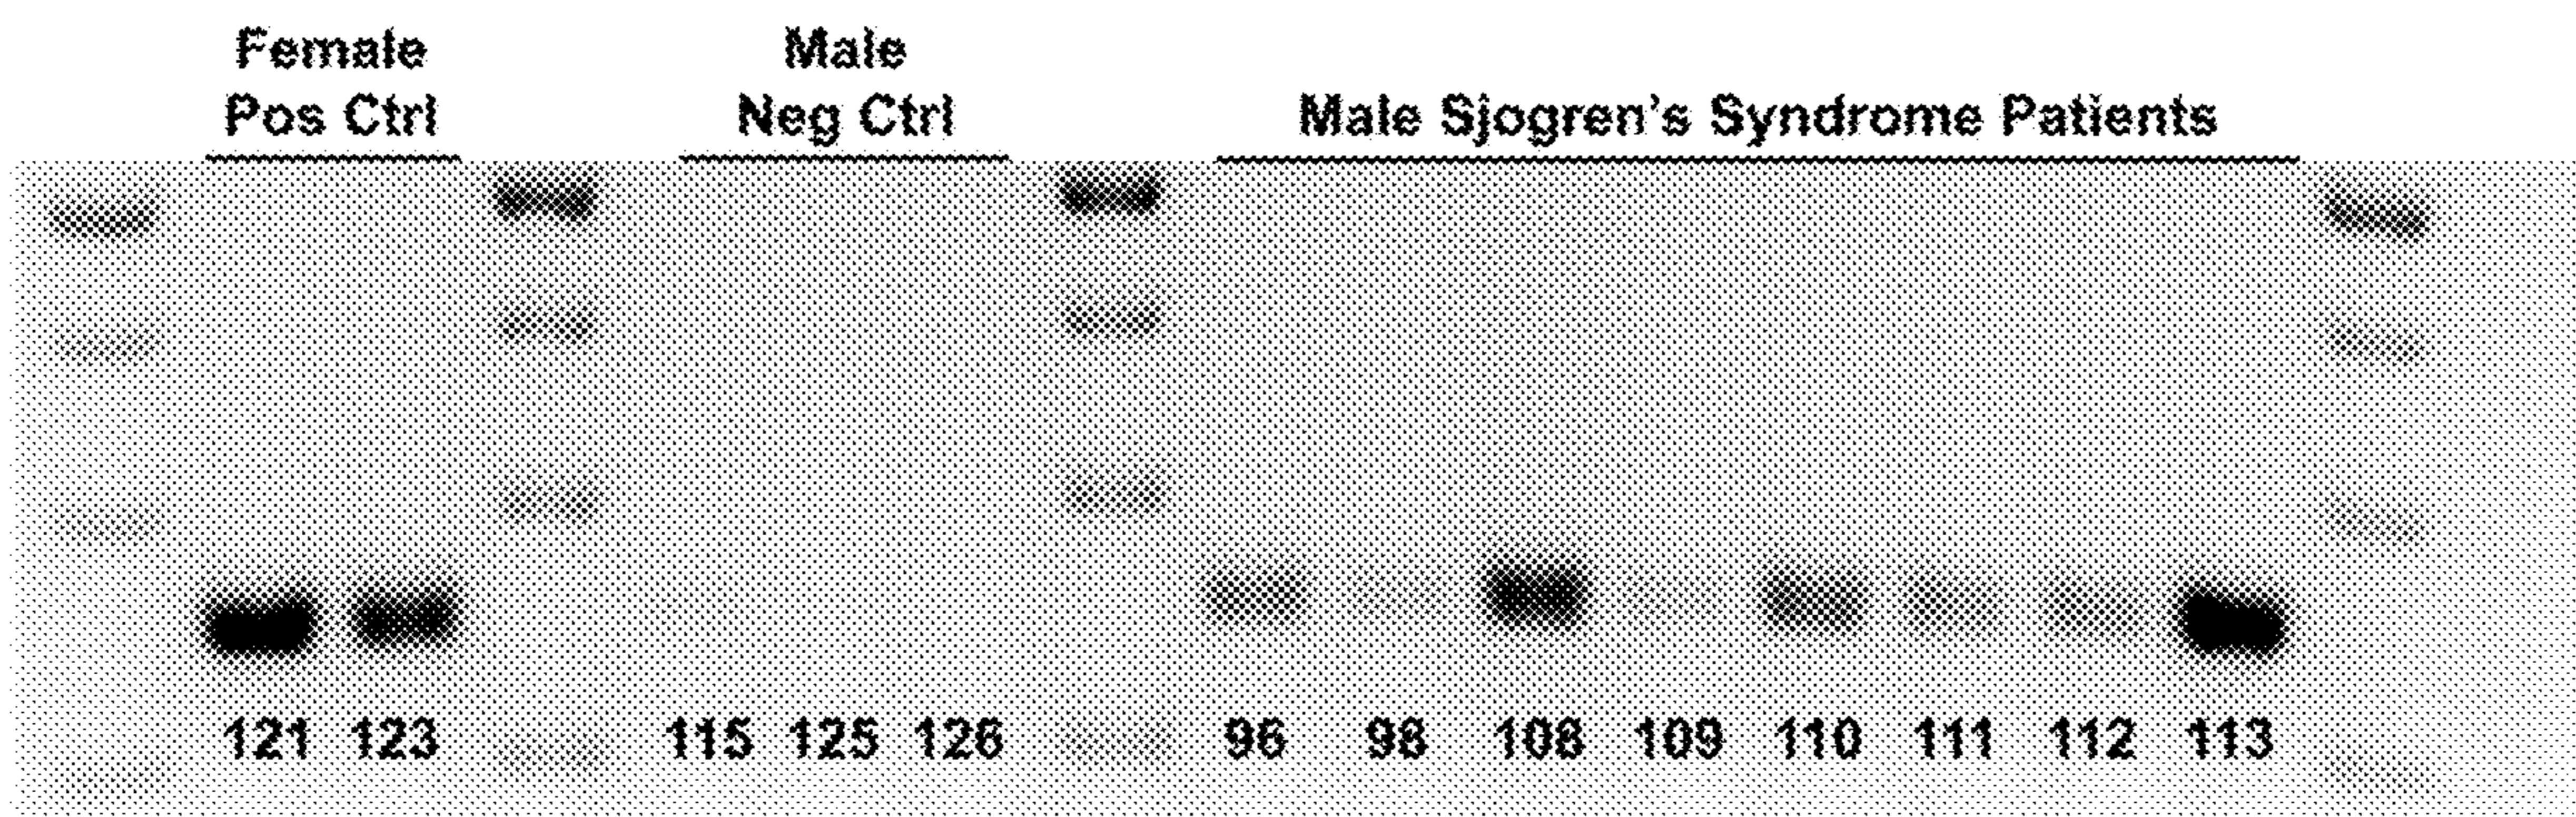 Female
Pos Ctrl
Male
Neg Ctrl
Male Sjogren's Syndrome Patients
121 123 115 125 126 96 98 108 109 110 111 112 113